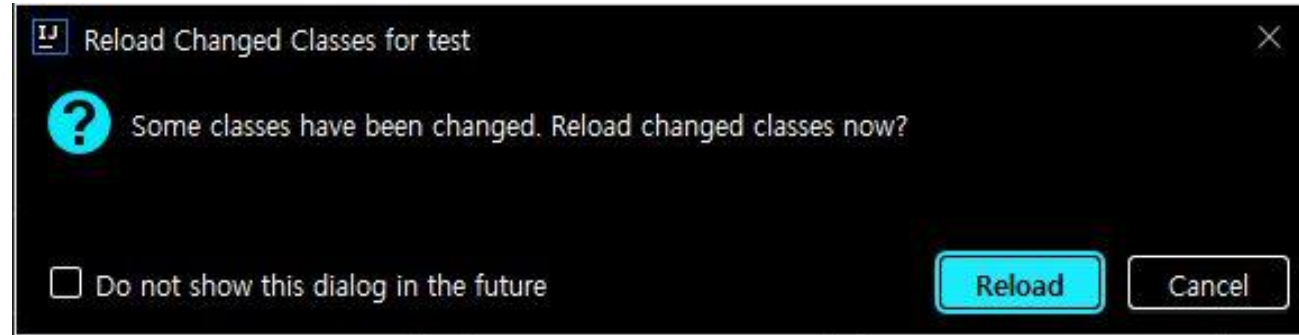 IJ
Reload Changed Classes for test
Some classes have been changed. Reload changed classes now?
Do not show this dialog in the future
Reload
Cancel